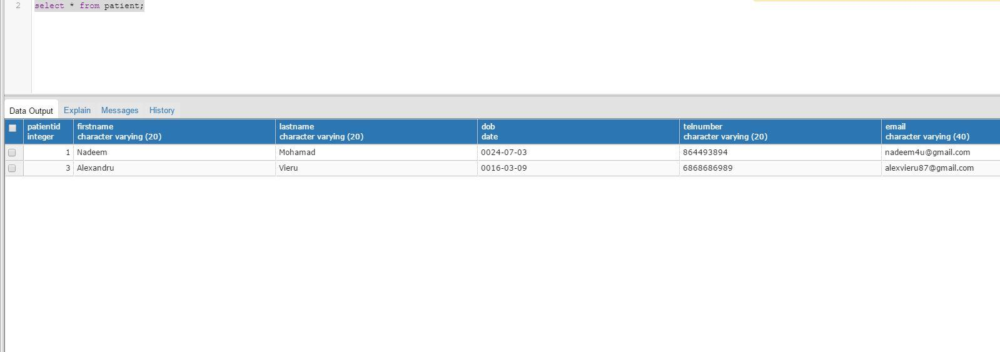 2 select * from patient;
Data Output Explain Messages History
patientid firstname lastname dob telnumber email
integer character varying (20) character varying (20) date character varying (20) character varying (40)
1 Nadeem Mohamad 0024-07-03 864493894 nadeem4u@gmail.com
3 Alexandru Vieru 0016-03-09 6868686989 alexvieru87@gmail.com